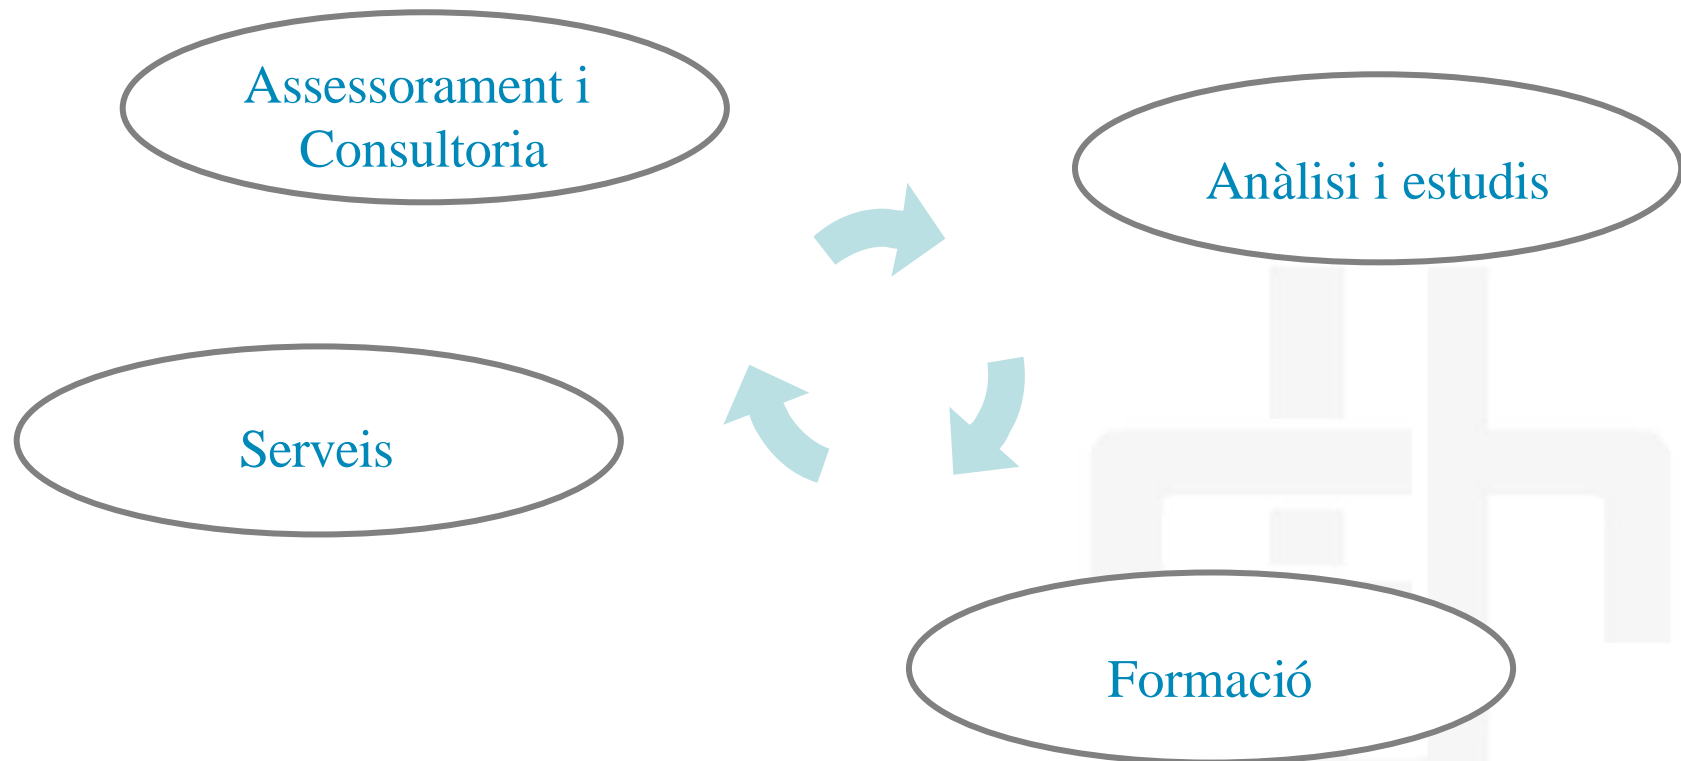 Assessorament i
Consultoria
Anàlisi i estudis
Serveis
Formació